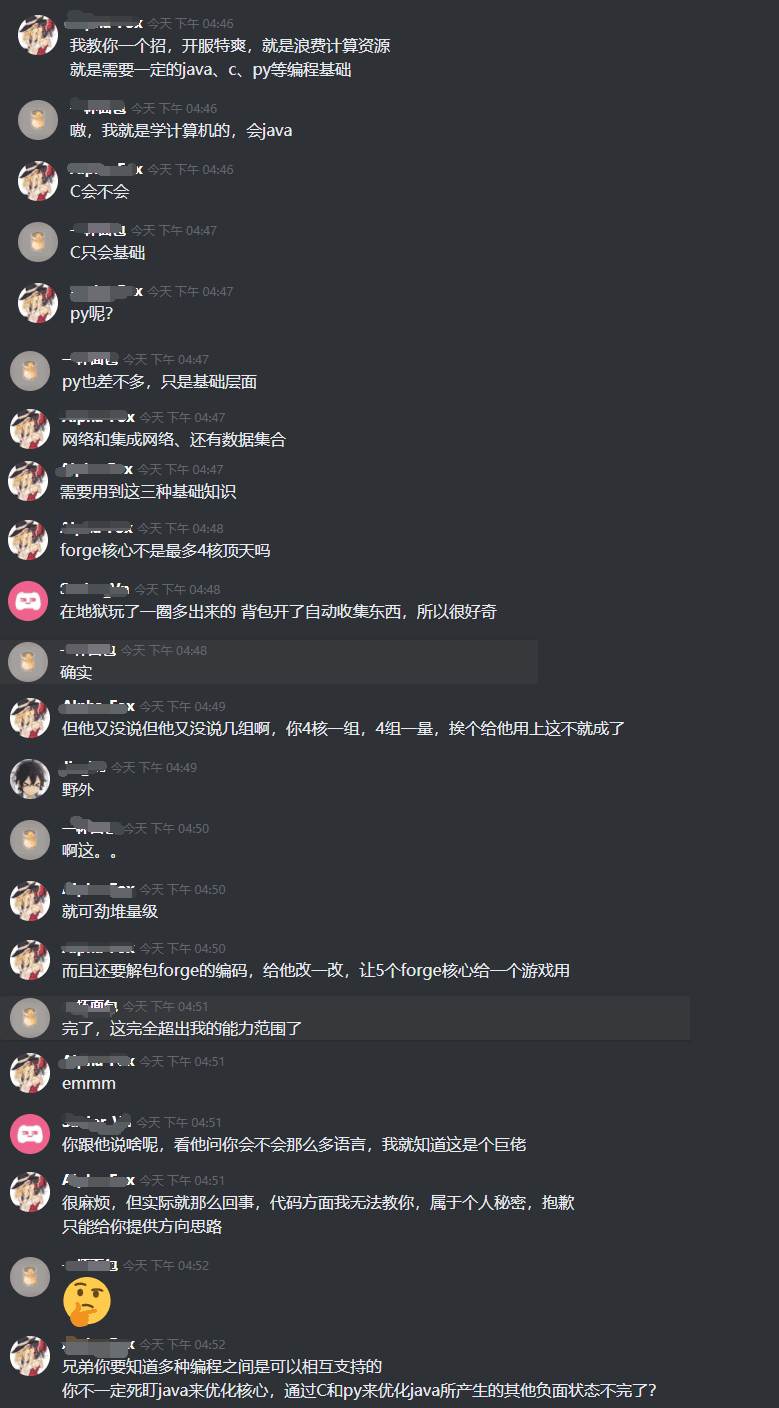 今天 下午 04:46
我教你一个招，开服特爽，就是浪费计算资源
就是需要一定的java、c、py等编程基础
今天 下午 04:46
嗷，我就是学计算机的，会java
今天 下午 04:46
C会不会
今天 下午 04:47
C只会基础
今天 下午 04:47
py呢?
今天 下午 04:47
py也差不多，只是基础层面
今天 下午 04:47
网络和集成网络、还有数据集合
今天 下午 04:47
需要用到这三种基础知识
今天 下午 04:48
forge核心不是最多4核顶天吗
今天 下午 04:48
在地狱玩了一圈多出来的 背包开了自动收集东西，所以很好奇
今天 下午 04:48
确实
今天 下午 04:49
但他又没说但他又没说几组啊，你4核一组，4组一量，挨个给他用上这不就成了
今天 下午 04:49
野外
今天 下午 04:50
啊这。。
今天 下午 04:50
就可劲堆量级
今天 下午 04:50
而且还要解包forge的编码，给他改一改，让5个forge核心给一个游戏用
今天 下午 04:51
完了，这完全超出我的能力范围了
今天 下午 04:51
emmm
今天 下午 04:51
你跟他说啥呢，看他问你会不会那么多语言，我就知道这是个巨佬
今天 下午 04:51
很麻烦，但实际就那么回事，代码方面我无法教你，属于个人秘密，抱歉
只能给你提供方向思路
今天 下午 04:52
今天 下午 04:52
兄弟你要知道多种编程之间是可以相互支持的
你不一定死盯java来优化核心，通过C和py来优化java所产生的其他负面状态不完了?